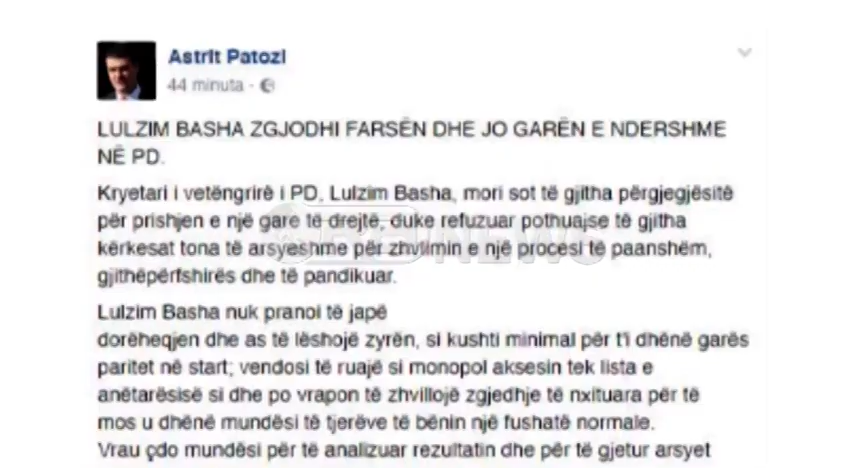 Astrit Patozi
44 minuta ·
LULZIM BASHA ZGJODHI FARSËN DHE JO GARËN E NDERSHME
NË PD.
Kryetari i vetëngrirë i PD, Lulzim Basha, mori sot të gjitha përgjegjësitë
për prishjen e një gare të drejtë, duke refuzuar pothuajse të gjitha
kërkesat tona të arsyeshme për zhvlimin e një procesi të paanshëm,
gjithëpërfshirës dhe të pandikuar.
Lulzim Basha nuk pranoi të japë
dorëheqjen dhe as të lëshojë zyrën, si kushti minimal për t'i dhënë garës
paritet në start; vendosi të ruajë si monopol aksesin tek lista e
anëtarësisë si dhe po vrapon të zhvillojë zgjedhje të nxituara për të
mos u dhënë mundësi të tjerëve të bënin një fushatë normale.
Vrau çdo mundësi për të analizuar rezultatin dhe për të gjetur arsyet
NEWS